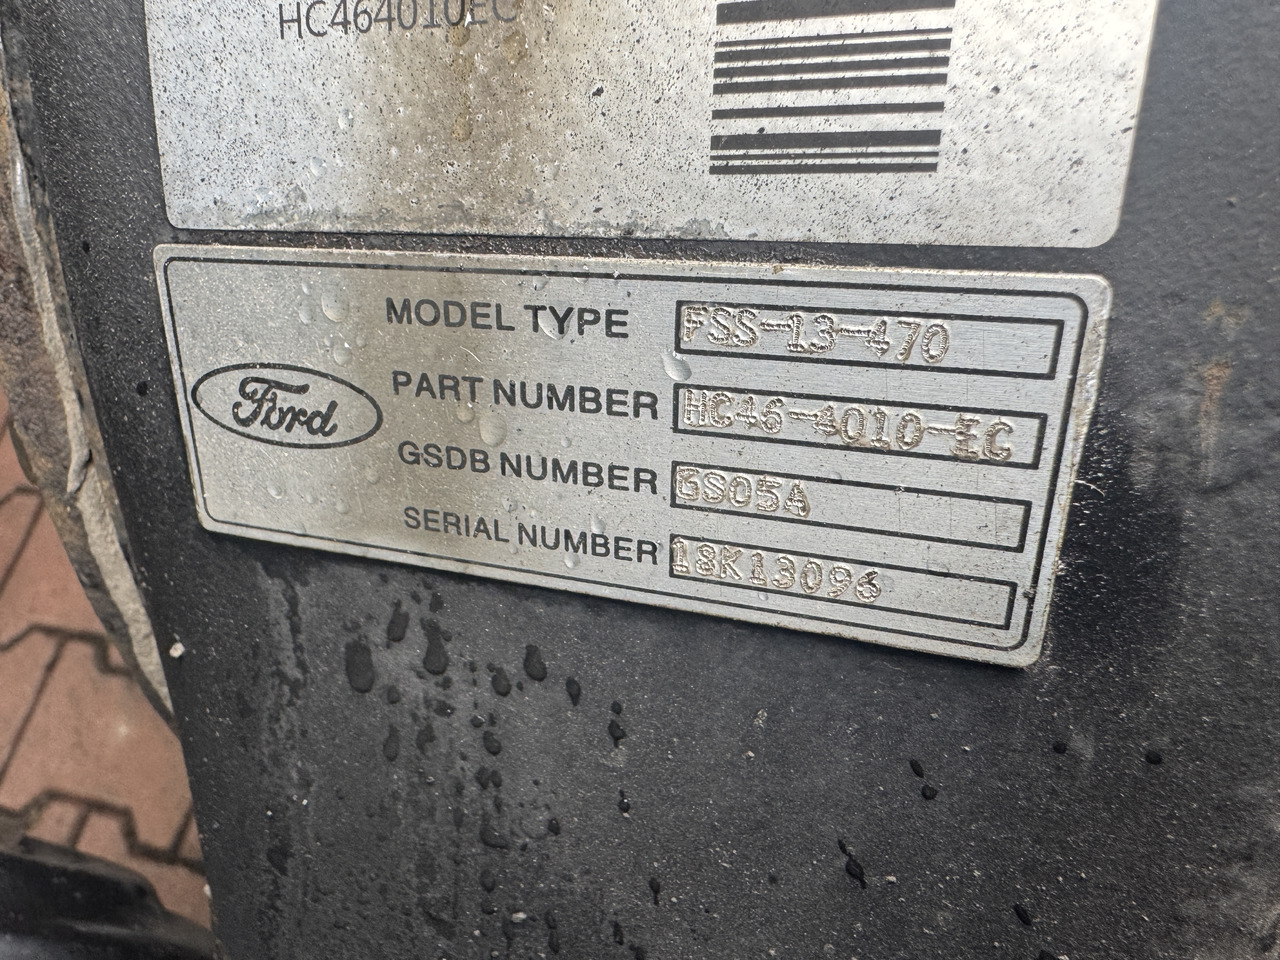 HC464010EC
MODEL TYPE FSS-13-470
PART NUMBER HC46-4010-EC
Ford
GSDB NUMBER GS05A
SERIAL NUMBER 18K13096